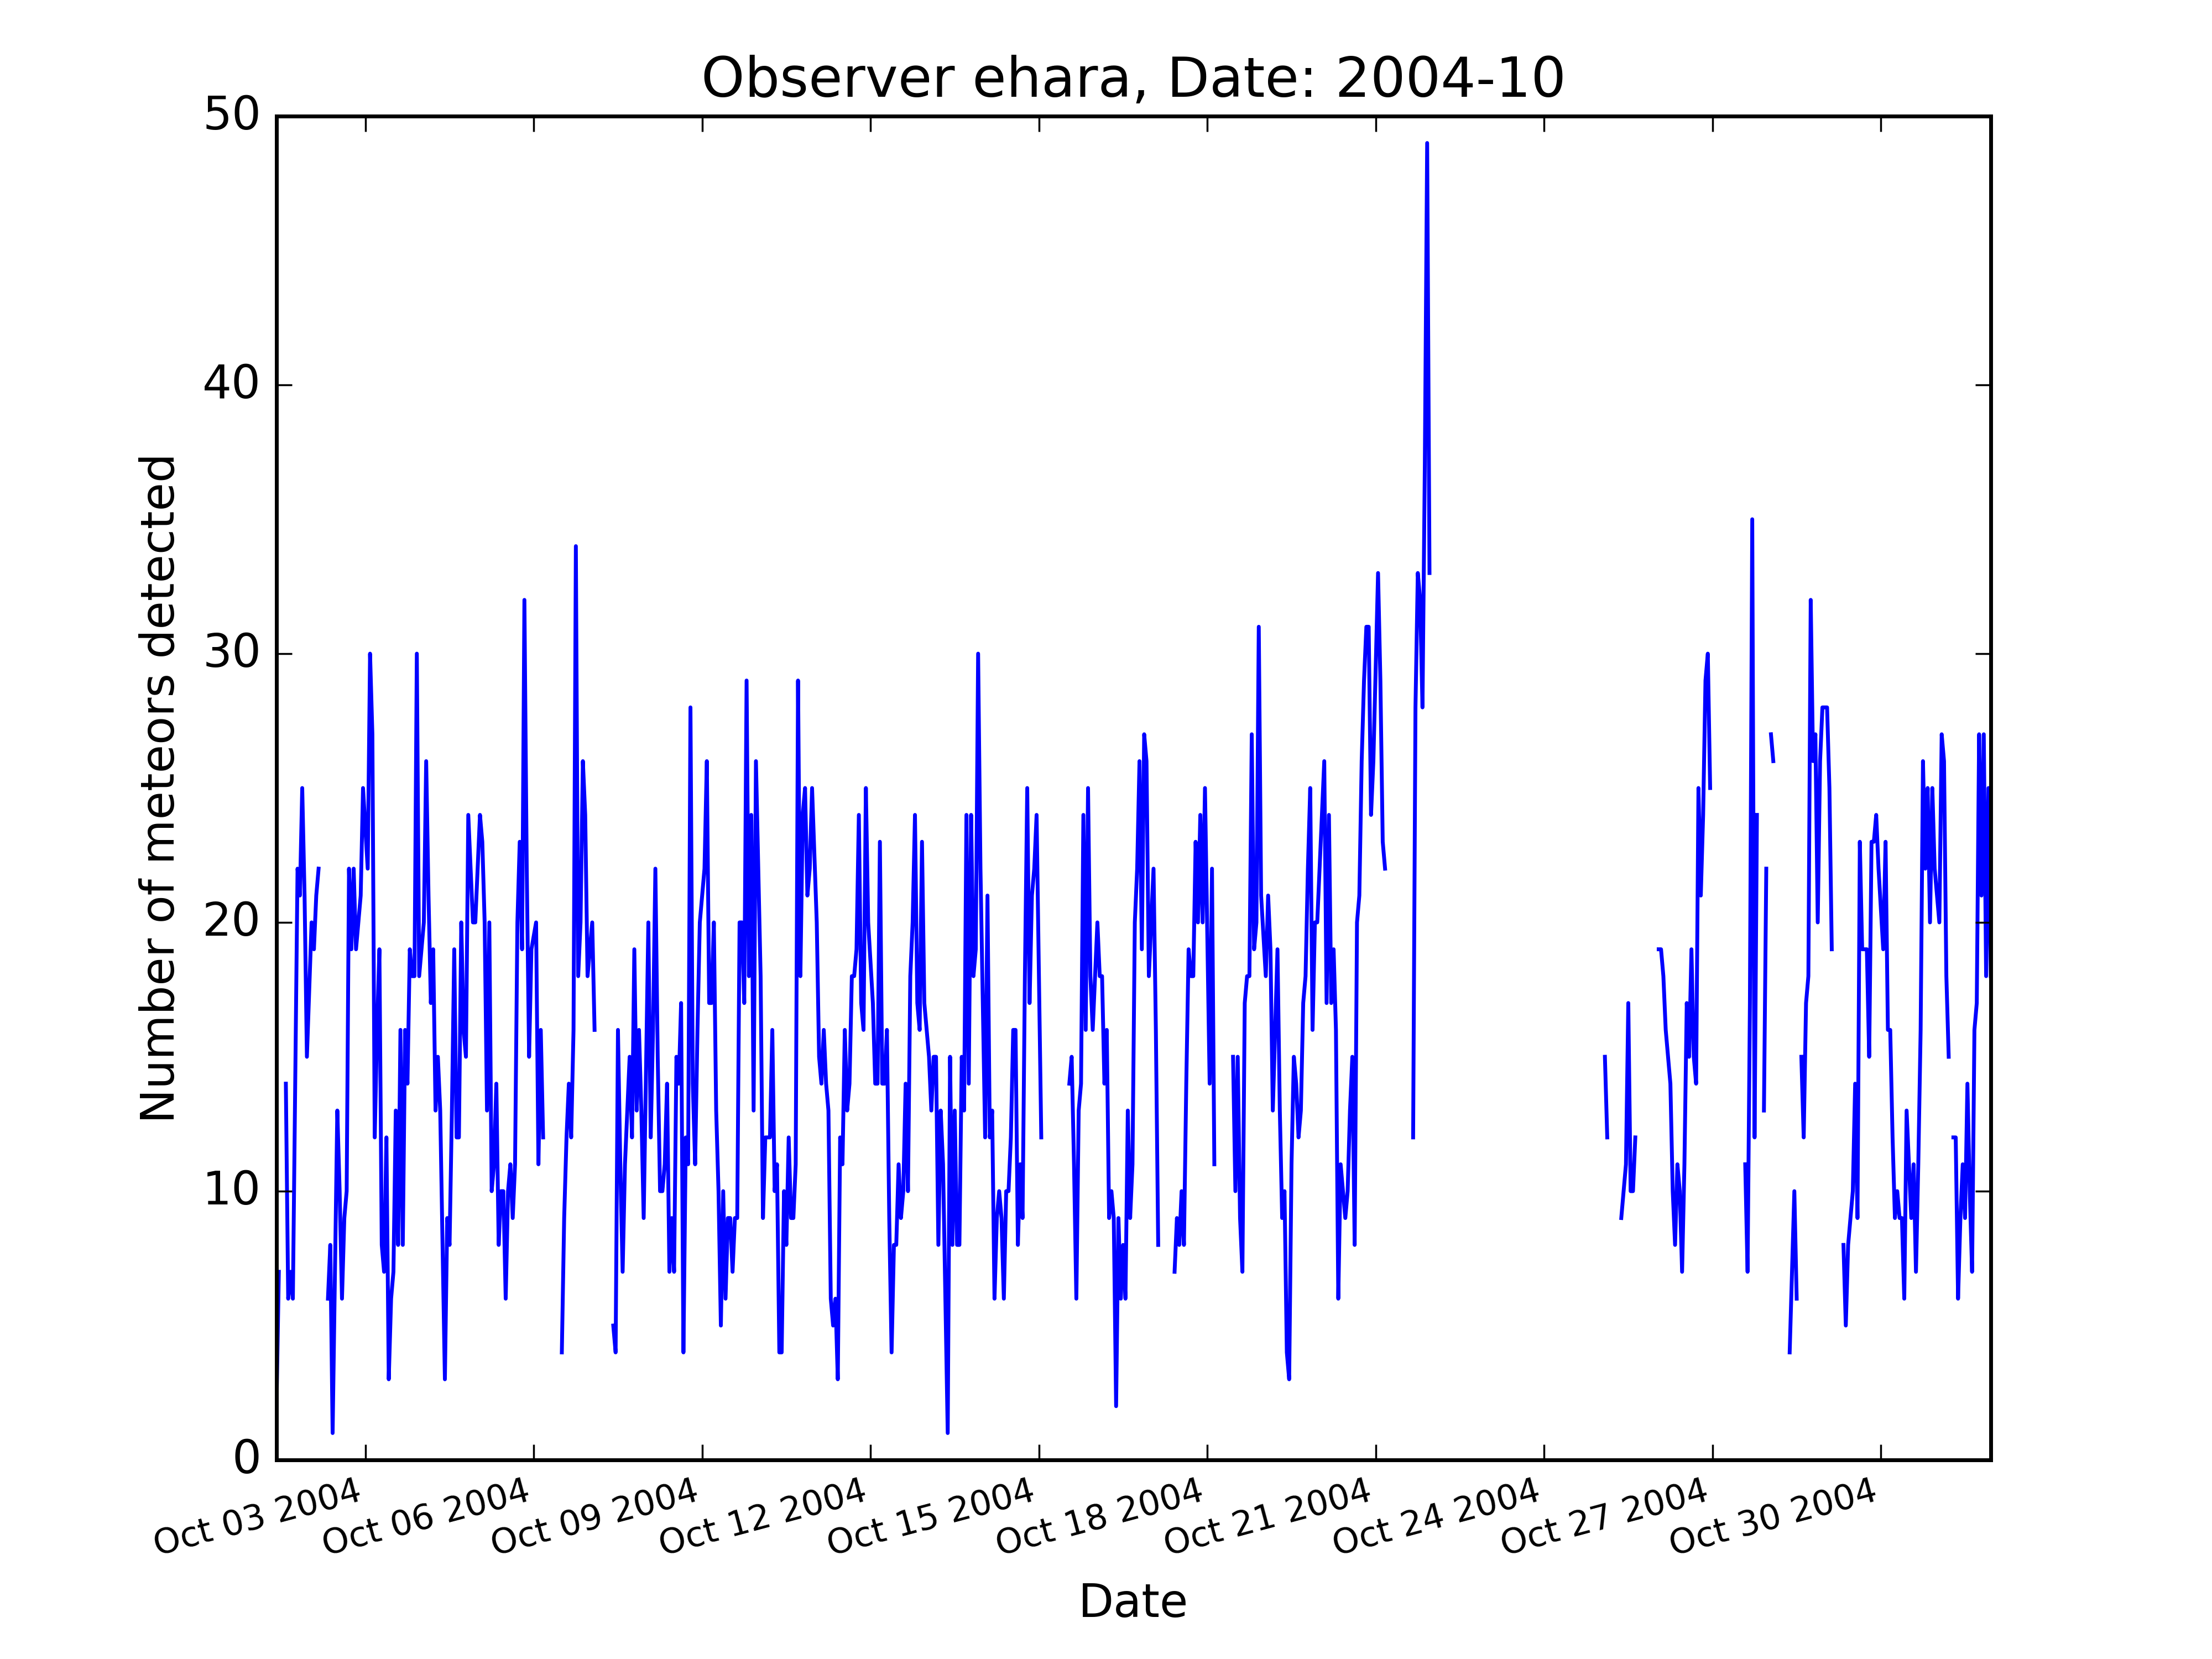 Observer ehara, Date: 2004-10
50
40
30
20
10
0
Number of meteors detected
Oct 03 2004
Oct 06 2004
Oct 09 2004
Oct 12 2004
Oct 15 2004
Oct 18 2004
Oct 21 2004
Oct 24 2004
Oct 27 2004
Oct 30 2004
Date